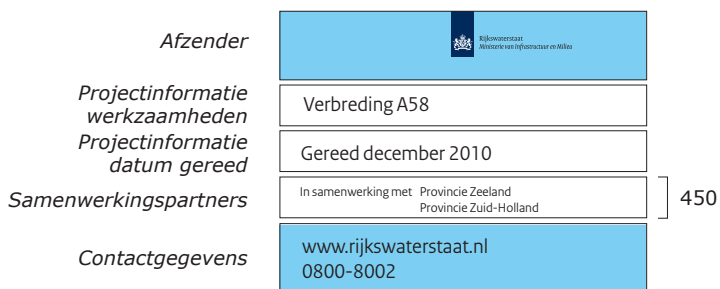 Afzender
Rijkswaterstaat
Ministerie van Infrastructuur en Milieu
Projectinformatie
werkzaamheden
Verbreding A58
Projectinformatie
datum gereed
Gereed december 2010
Samenwerkingspartners
In samenwerking met Provincie Zeeland
Provincie Zuid-Holland
450
Contactgegevens
www.rijkswaterstaat.nl
0800-8002